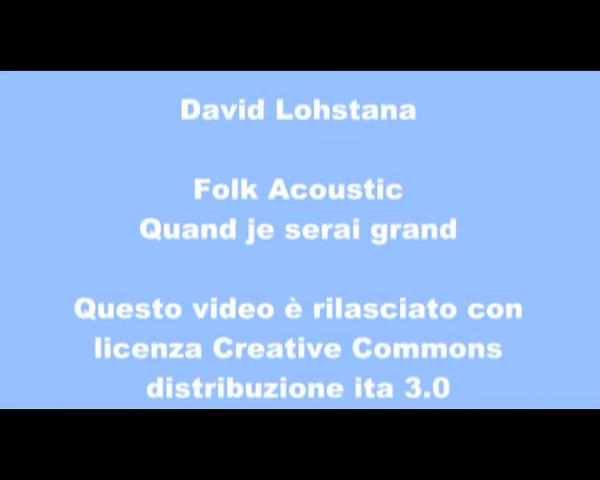 David Lohstana
Folk Acoustic
Quand je serai grand
Questo video è rilasciato con
licenza Creative Commons
distribuzione ita 3.0